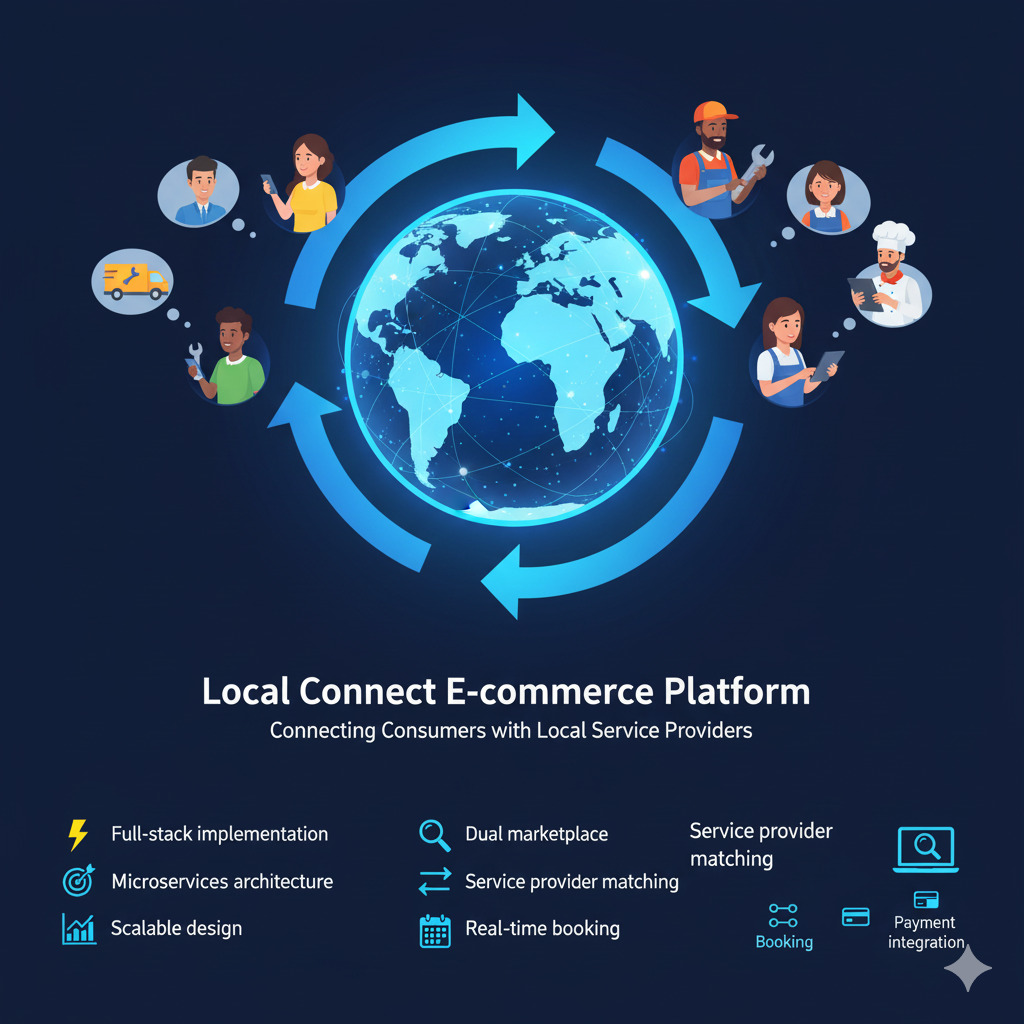 Local Connect E-commerce Platform
Connecting Consumers with Local Service Providers
Full-stack implementation
Microservices architecture
Scalable design
Dual marketplace
Service provider matching
Real-time booking
Service provider
matching
Booking
Payment
integration